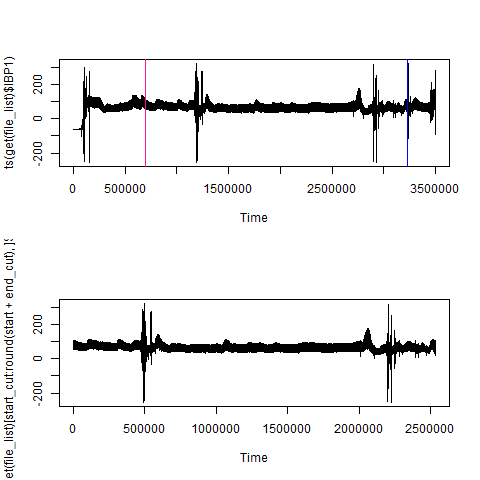 ts(get(file_list)$IBP1)
200
0
-200
0 500000 1500000 2500000 3500000
Time
et(file_list)[start_cut:round(start + end_cut), ]$
200
0
-200
0 500000 1000000 1500000 2000000 2500000
Time